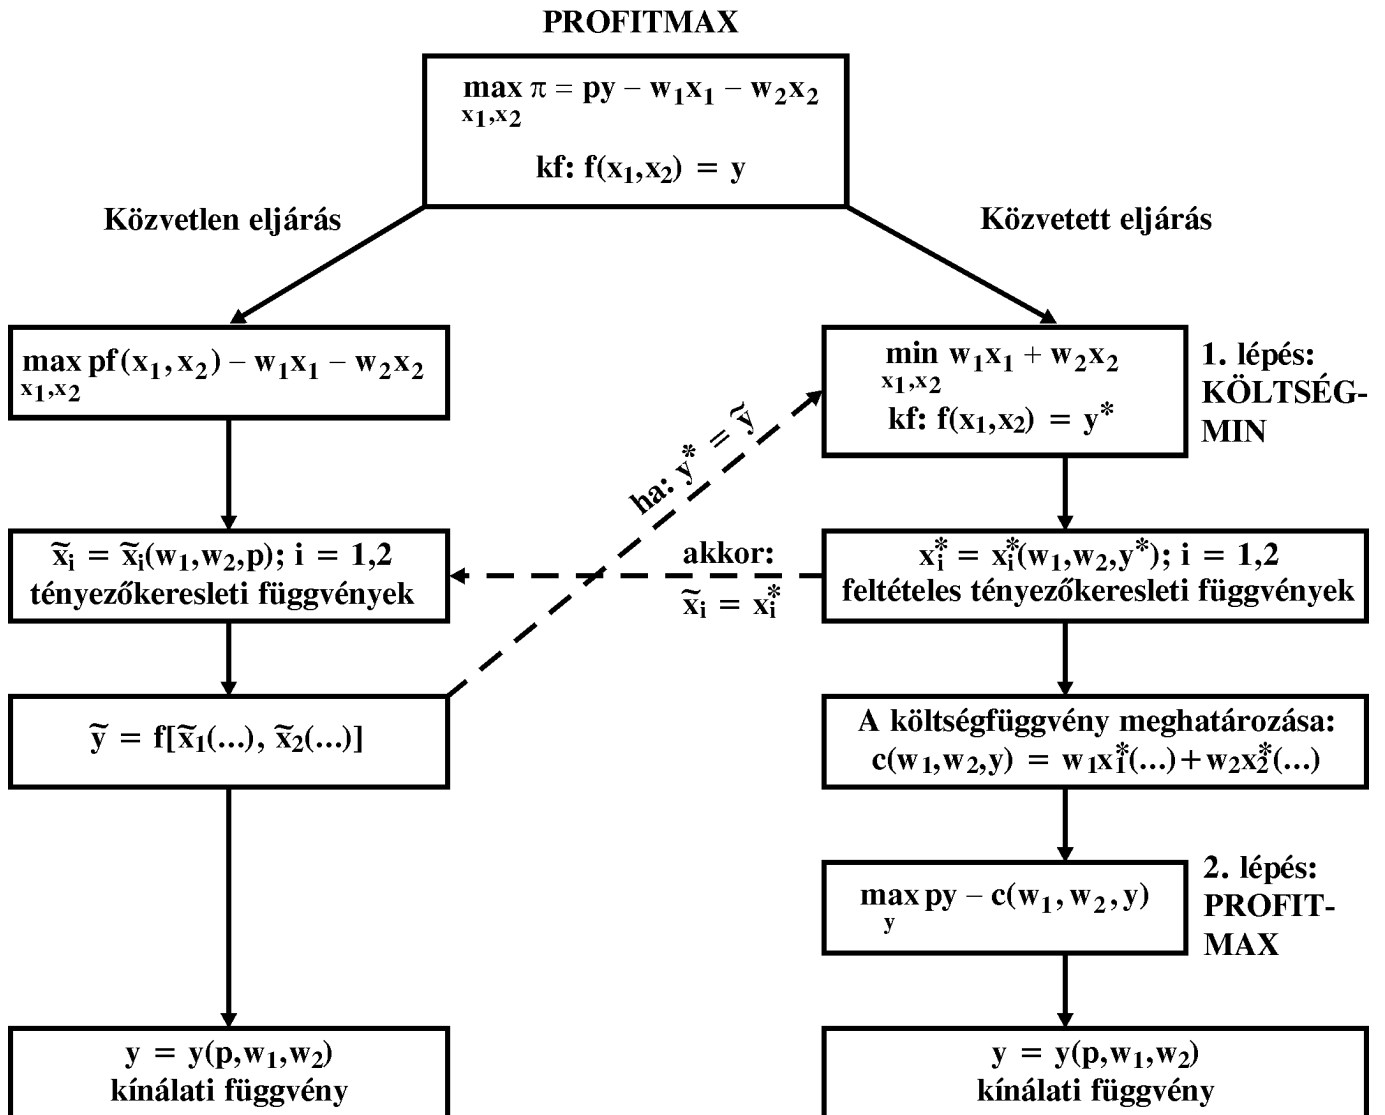 PROFITMAX
max π = py – w₁x₁ – w₂x₂
x₁,x₂
kf: f(x₁,x₂) = y
Közvetlen eljárás
Közvetett eljárás
max pf(x₁, x₂) – w₁x₁ – w₂x₂
x₁,x₂
min w₁x₁ + w₂x₂
x₁,x₂
kf: f(x₁,x₂) = y*
1. lépés:
KÖLTSÉG-
MIN
ha: y* = ỹ
x̃ᵢ = x̃ᵢ(w₁,w₂,p); i = 1,2
tényezőkeresleti függvények
akkor:
x̃ᵢ = xᵢ*
xᵢ* = xᵢ*(w₁,w₂,y*); i = 1,2
feltételes tényezőkeresleti függvények
ỹ = f[x̃₁(...), x̃₂(...)]
A költségfüggvény meghatározása:
c(w₁,w₂,y) = w₁x₁*(...)+w₂x₂*(...)
max py – c(w₁, w₂, y)
y
2. lépés:
PROFIT-
MAX
y = y(p,w₁,w₂)
kínálati függvény
y = y(p,w₁,w₂)
kínálati függvény